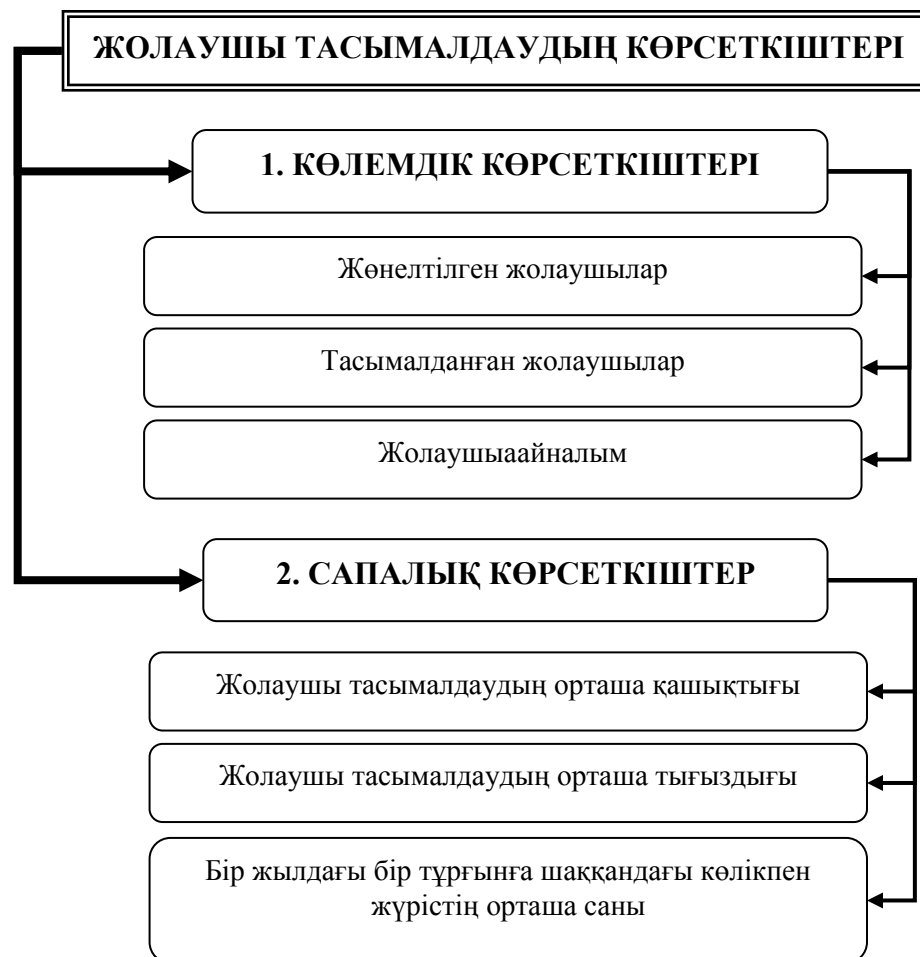 ЖОЛАУШЫ ТАСЫМАЛДАУДЫҢ КӨРСЕТКІШТЕРІ
1. КӨЛЕМДІК КӨРСЕТКІШТЕРІ
Жөнелтілген жолаушылар
Тасымалданған жолаушылар
Жолаушыаайналым
2. САПАЛЫҚ КӨРСЕТКІШТЕР
Жолаушы тасымалдаудың орташа қашықтығы
Жолаушы тасымалдаудың орташа тығыздығы
Бір жылдағы бір тұрғынға шаққандағы көлікпен
жүрістің орташа саны